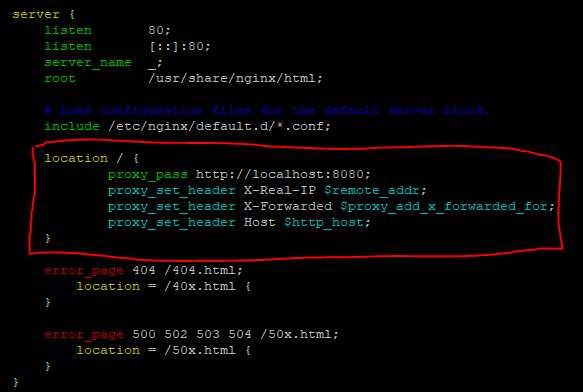 server {
listen 80;
listen [::]:80;
server_name _;
root /usr/share/nginx/html;
# Load configuration files for the default server block.
include /etc/nginx/default.d/*.conf;
location / {
proxy_pass http://localhost:8080;
proxy_set_header X-Real-IP $remote_addr;
proxy_set_header X-Forwarded $proxy_add_x_forwarded_for;
proxy_set_header Host $http_host;
}
error_page 404 /404.html;
location = /40x.html {
}
error_page 500 502 503 504 /50x.html;
location = /50x.html {
}
}